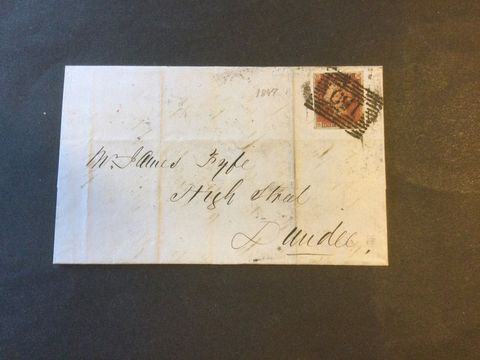 1847
Mr James Fyfe
High Street
Dundee